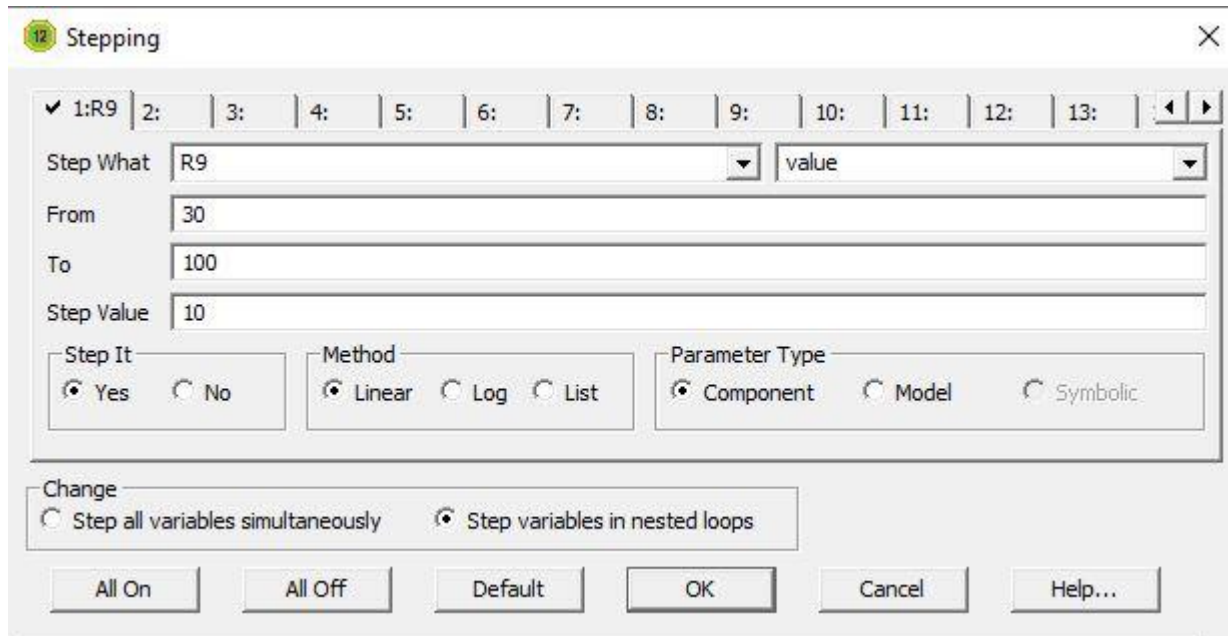 12 Stepping
1:R9 2: 3: 4: 5: 6: 7: 8: 9: 10: 11: 12: 13:
Step What R9 value
From 30
To 100
Step Value 10
Step It Method Parameter Type
Yes No Linear Log List Component Model Symbolic
Change
Step all variables simultaneously Step variables in nested loops
All On All Off Default OK Cancel Help...